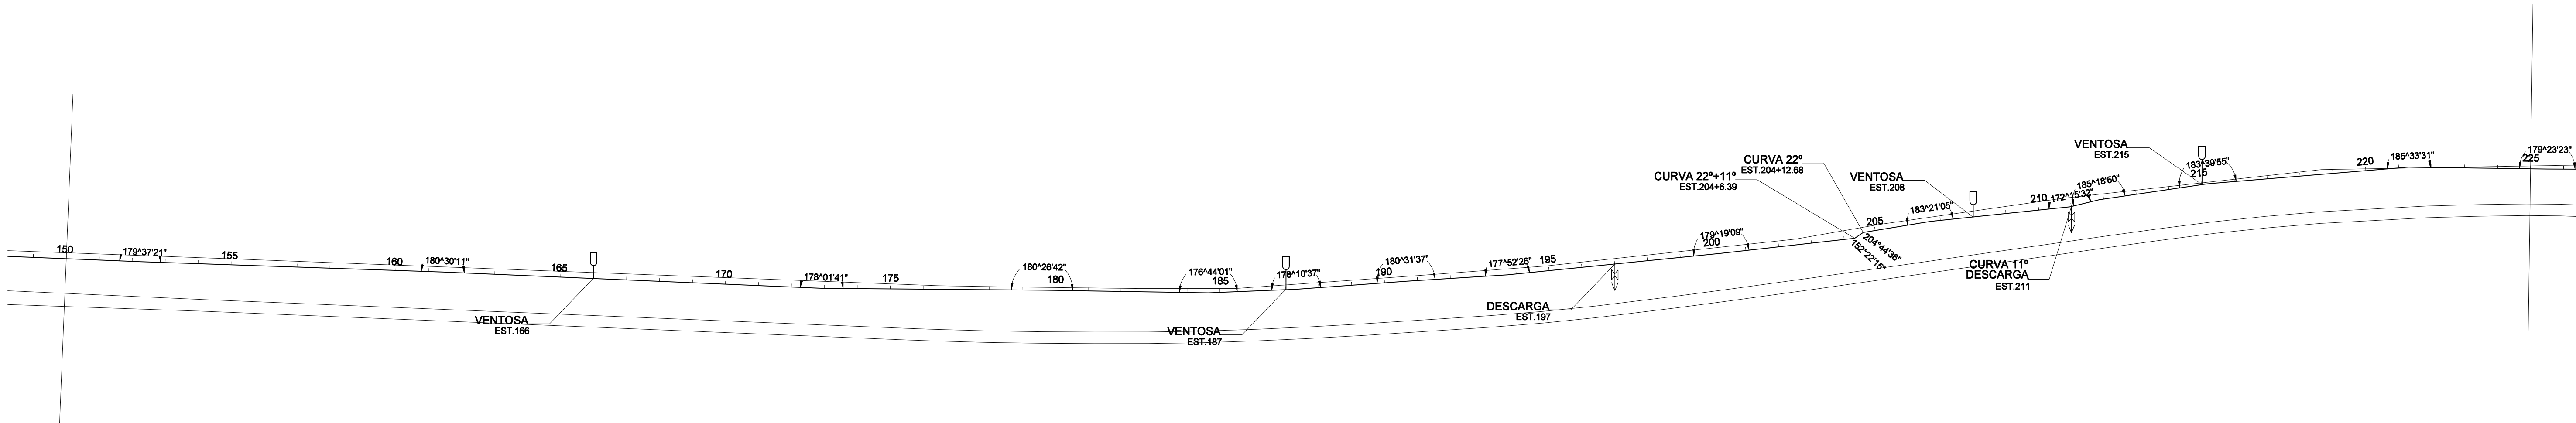 150
179^37'21"
155
160
180^30'11"
165
VENTOSA
EST.166
170
178^01'41"
175
180^26'42"
180
176^44'01"
185
VENTOSA
EST.187
178^10'37"
180^31'37"
190
177^52'26"
195
DESCARGA
EST.197
179^19'09"
200
CURVA 22º+11º
EST.204+6.39
CURVA 22º
EST.204+12.68
204°44'36"
152°22'15"
205
VENTOSA
EST.208
183^21'05"
210
172^15'32"
CURVA 11º
DESCARGA
EST.211
185^18'50"
VENTOSA
EST.215
183^39'55"
215
220
185^33'31"
179^23'23"
225